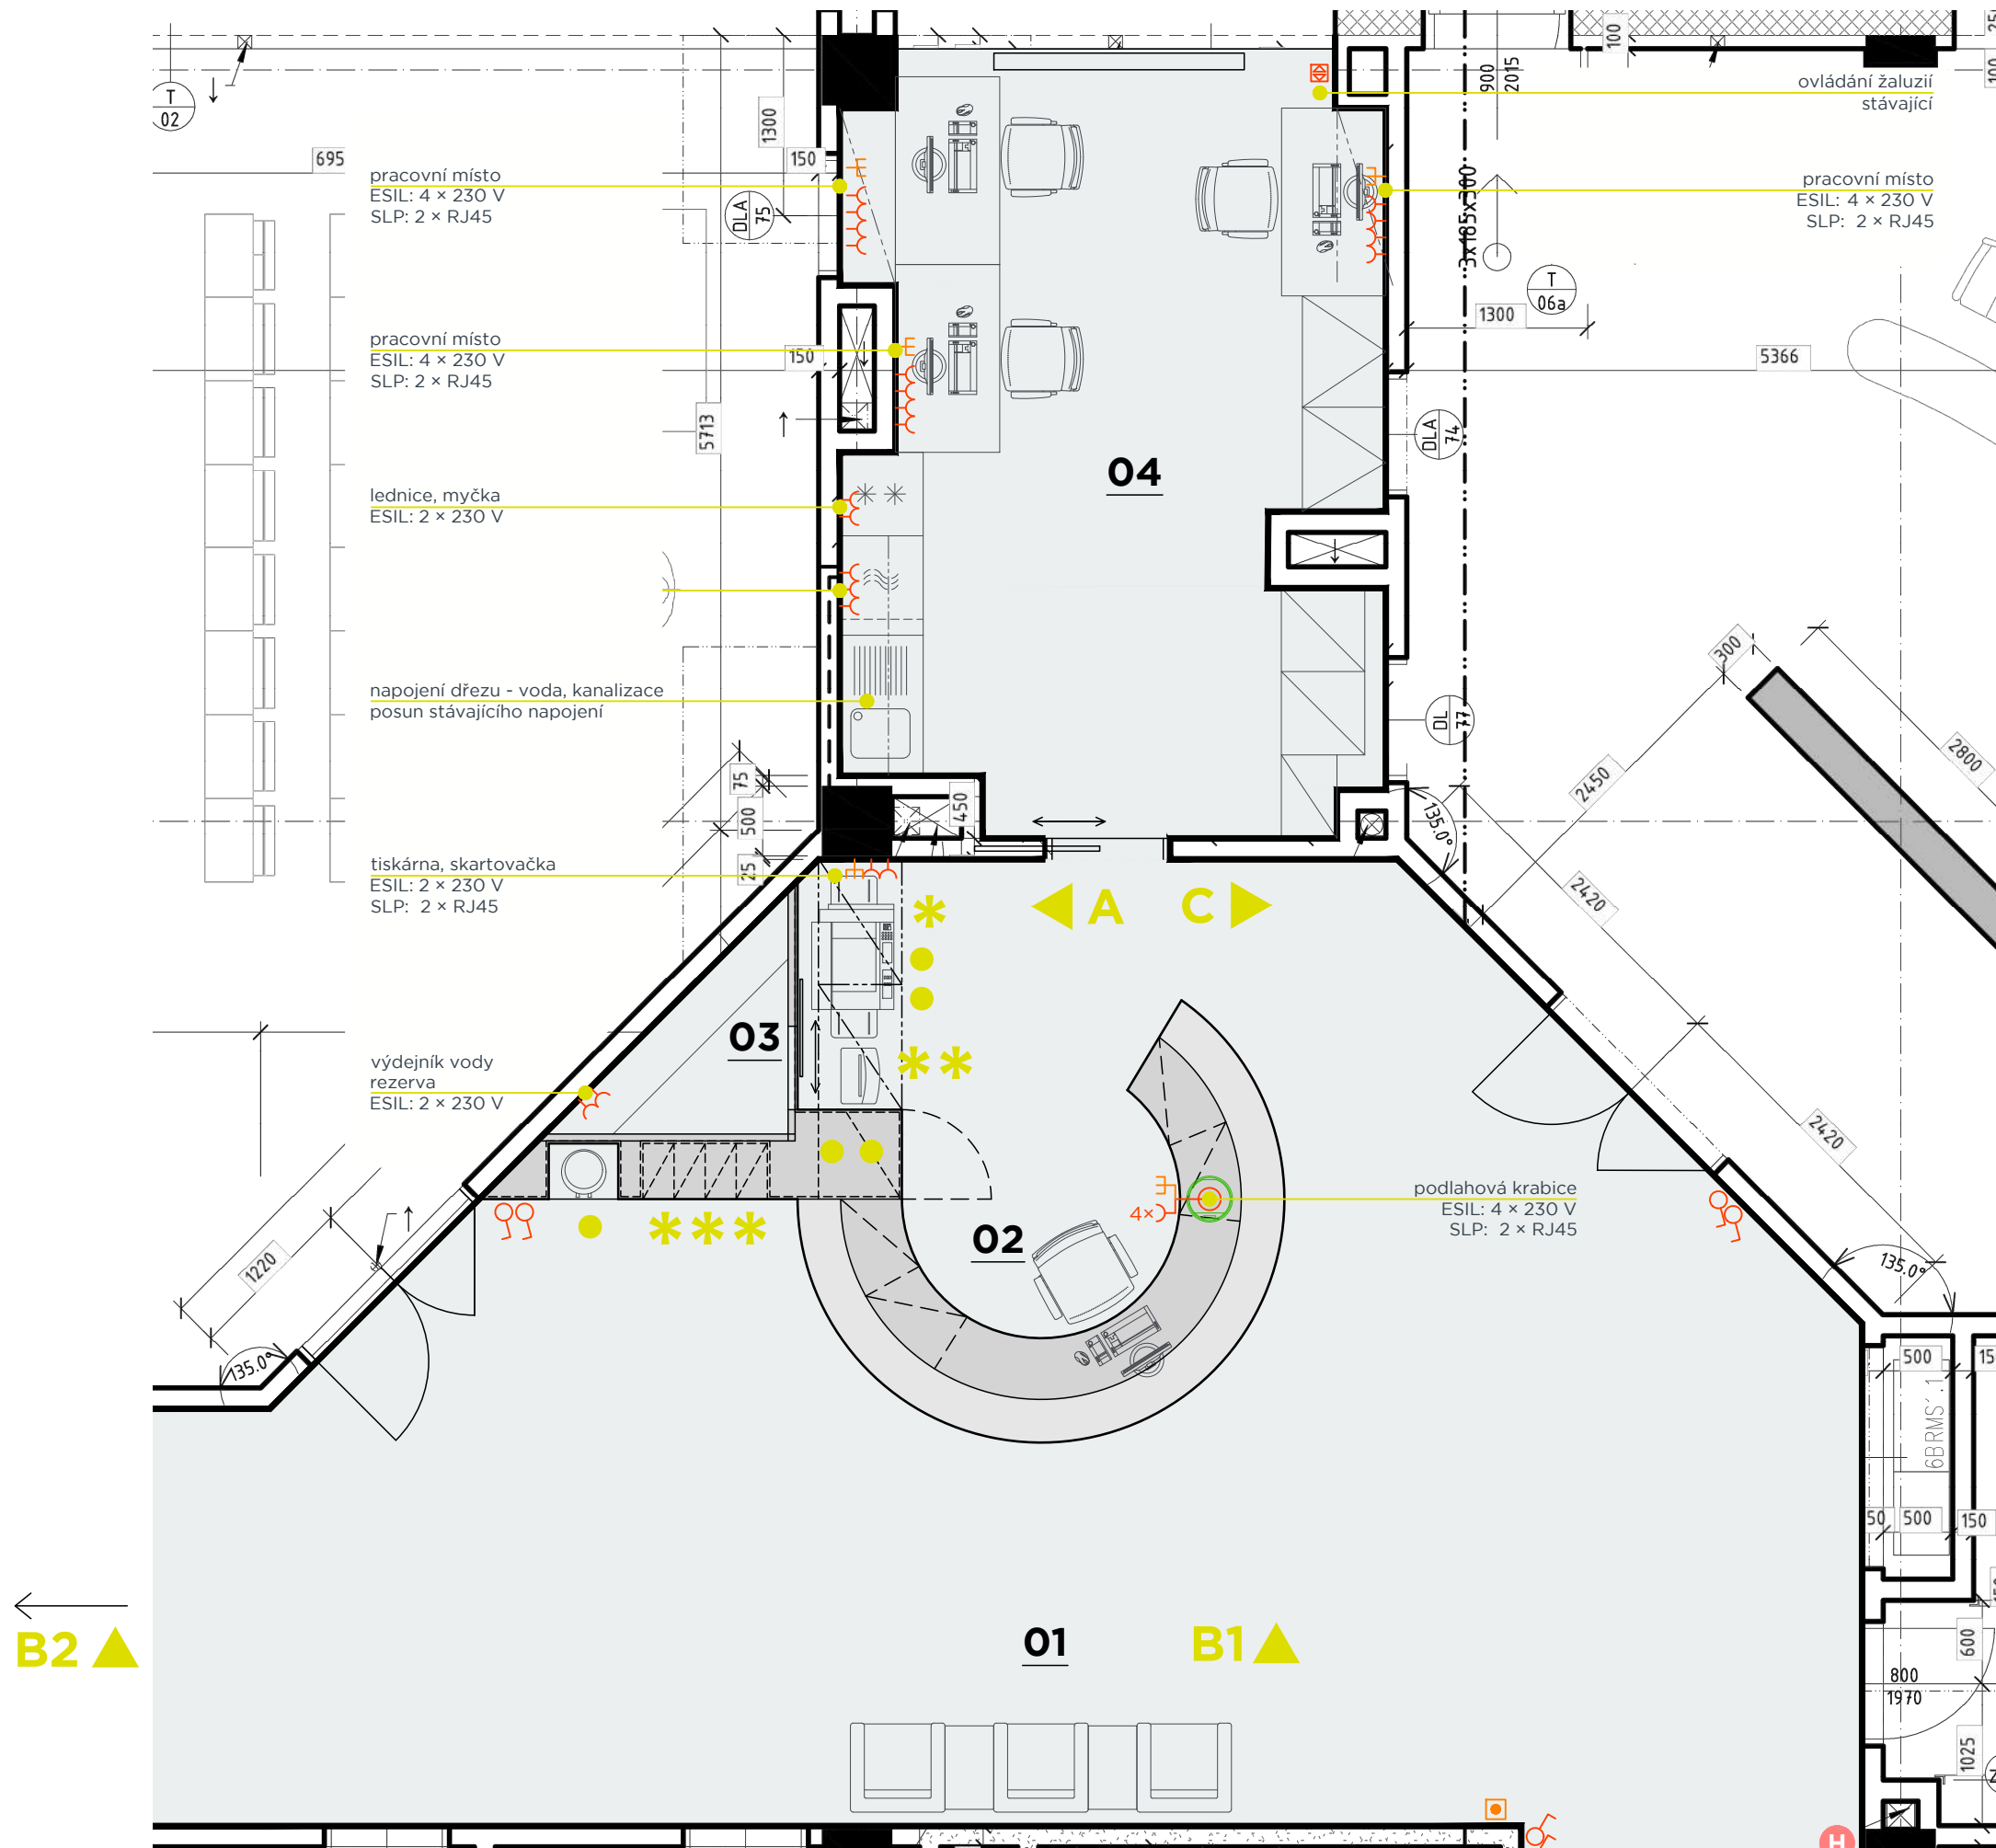 T
02
695
1300
150
DLA
75
pracovní místo
ESIL: 4 × 230 V
SLP: 2 × RJ45
pracovní místo
ESIL: 4 × 230 V
SLP: 2 × RJ45
150
5713
lednice, myčka
ESIL: 2 × 230 V
napojení dřezu - voda, kanalizace
posun stávajícího napojení
75
500
25
450
tiskárna, skartovačka
ESIL: 2 × 230 V
SLP: 2 × RJ45
výdejník vody
rezerva
ESIL: 2 × 230 V
100
900
2015
ovládání žaluzií
stávající
3x185x300
pracovní místo
ESIL: 4 × 230 V
SLP: 2 × RJ45
T
06a
1300
5366
DLA
74
04
DL
77
300
2800
2450
135.0°
2420
2420
A
C
*
**
03
***
02
4×
podlahová krabice
ESIL: 4 × 230 V
SLP: 2 × RJ45
1220
135.0°
135.0°
500
15
6BRMS´.1
50
500
150
B2
01
B1
600
800
1970
1025
H